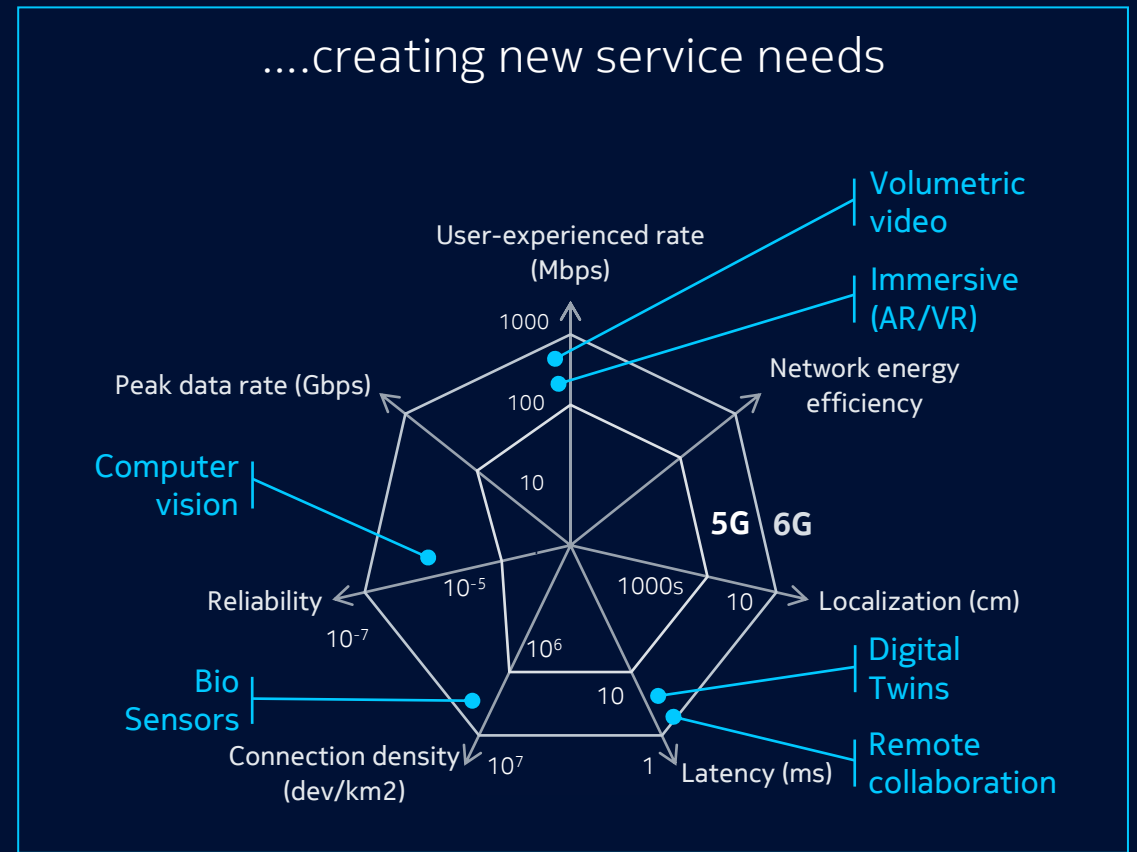 ....creating new service needs
Volumetric
video
User-experienced rate
(Mbps)
Immersive
(AR/VR)
1000
Network energy
efficiency
Peak data rate (Gbps)
100
Computer
vision
10
5G
6G
10⁻⁵
1000s
10
Localization (cm)
Reliability
10⁻⁷
10⁶
Digital
Twins
Bio
Sensors
10
Remote
collaboration
Connection density
(dev/km2)
10⁷
1
Latency (ms)